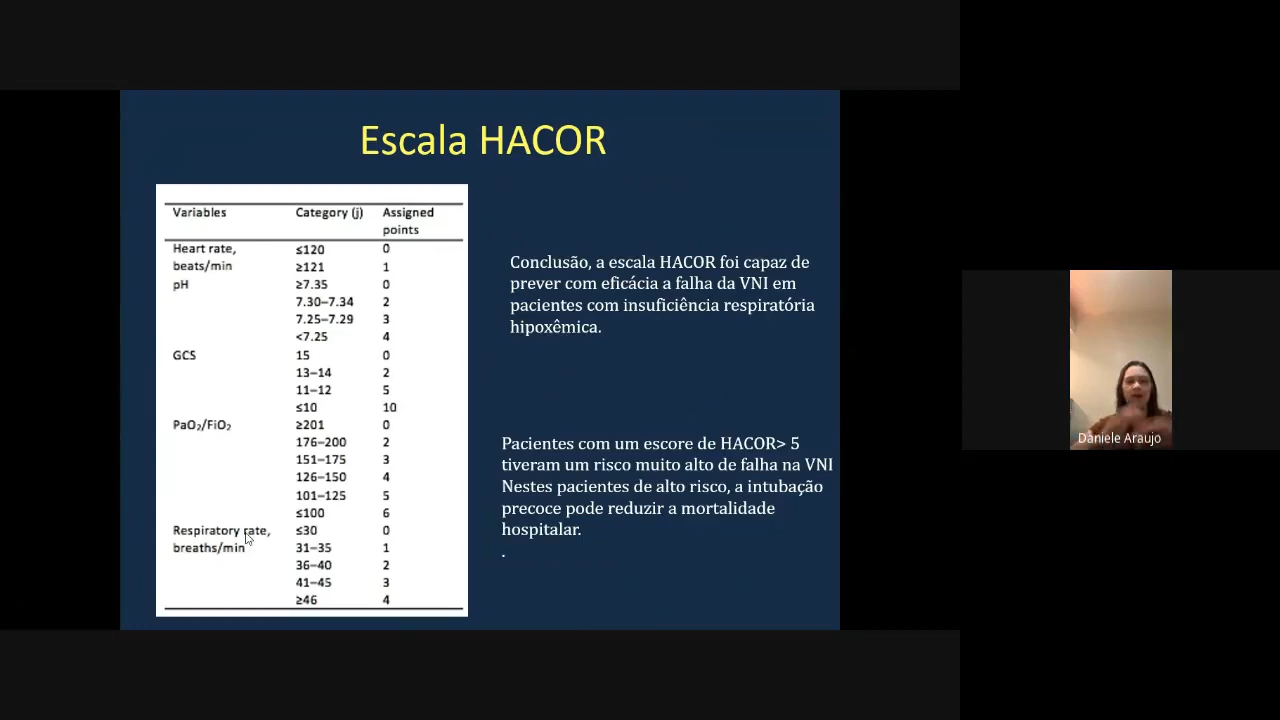 Escala HACOR
Variables Category (j) Assigned
points
Heart rate, ≤120 0
beats/min ≥121 1
pH ≥7.35 0
7.30–7.34 2
7.25–7.29 3
<7.25 4
GCS 15 0
13–14 2
11–12 5
≤10 10
PaO₂/FiO₂ ≥201 0
176–200 2
151–175 3
126–150 4
101–125 5
≤100 6
Respiratory rate, ≤30 0
breaths/min 31–35 1
36–40 2
41–45 3
≥46 4
Conclusão, a escala HACOR foi capaz de
prever com eficácia a falha da VNI em
pacientes com insuficiência respiratória
hipoxêmica.
Pacientes com um escore de HACOR> 5
tiveram um risco muito alto de falha na VNI
Nestes pacientes de alto risco, a intubação
precoce pode reduzir a mortalidade
hospitalar.
.
Daniele Araujo